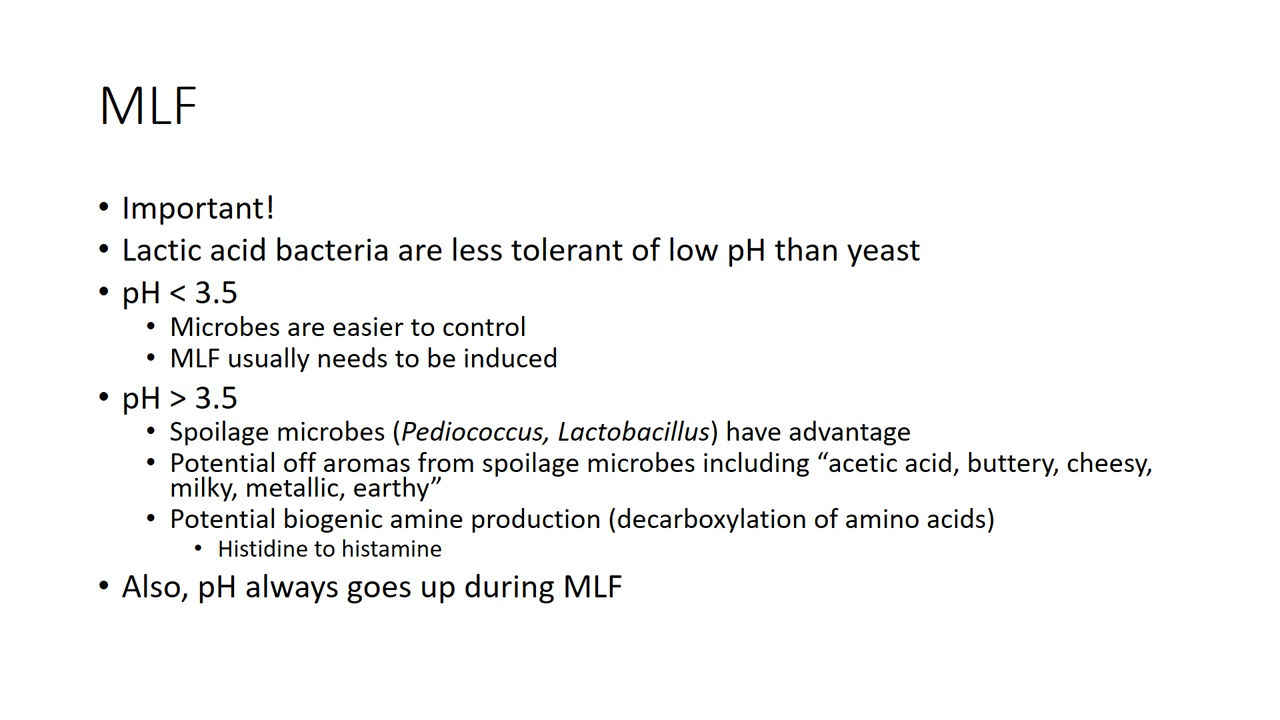 MLF
• Important!
• Lactic acid bacteria are less tolerant of low pH than yeast
• pH < 3.5
• Microbes are easier to control
• MLF usually needs to be induced
• pH > 3.5
• Spoilage microbes (Pediococcus, Lactobacillus) have advantage
• Potential off aromas from spoilage microbes including “acetic acid, buttery, cheesy,
milky, metallic, earthy”
• Potential biogenic amine production (decarboxylation of amino acids)
• Histidine to histamine
• Also, pH always goes up during MLF